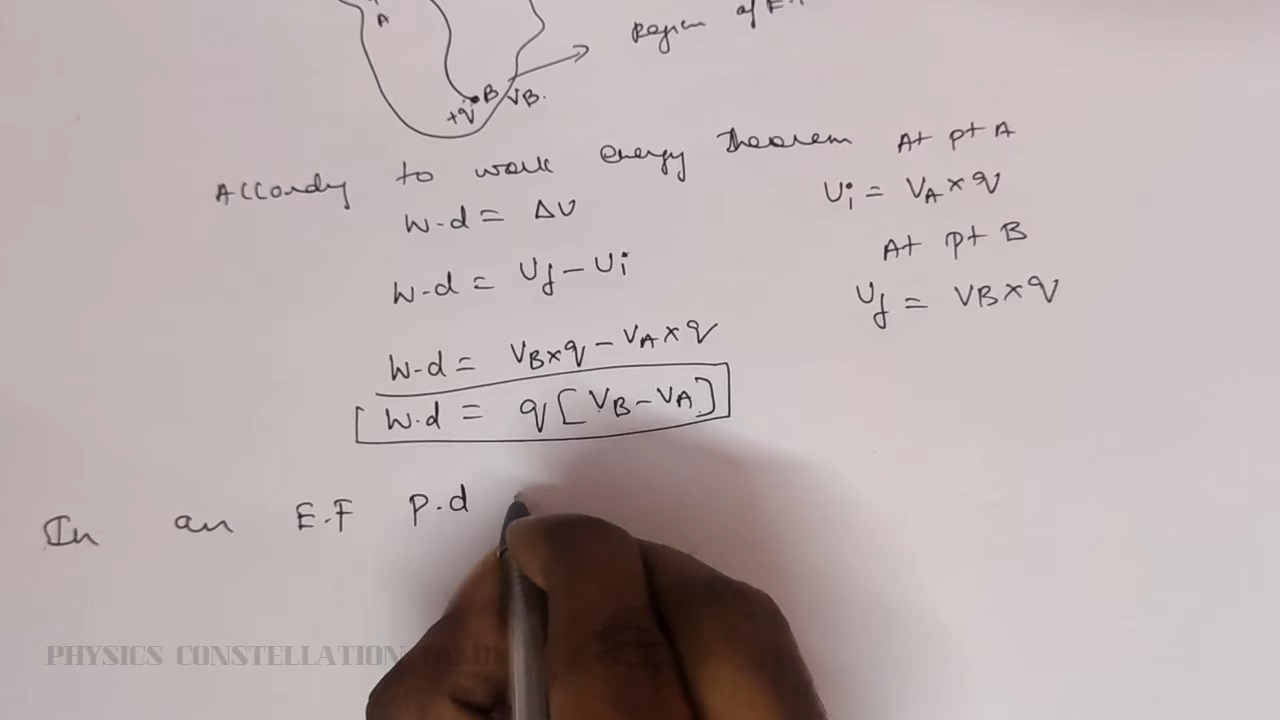 A
Region of E.F
B
VB.
+q
Accordy to work energy Theorem
At pt A
W.d = ΔU
Ui = VA × q
At pt B
W.d = Uf - Ui
Uf = VB × q
W.d = VB × q - VA × q
W.d = q [VB - VA]
In an E.F P.d
PHYSICS CONSTELLATION